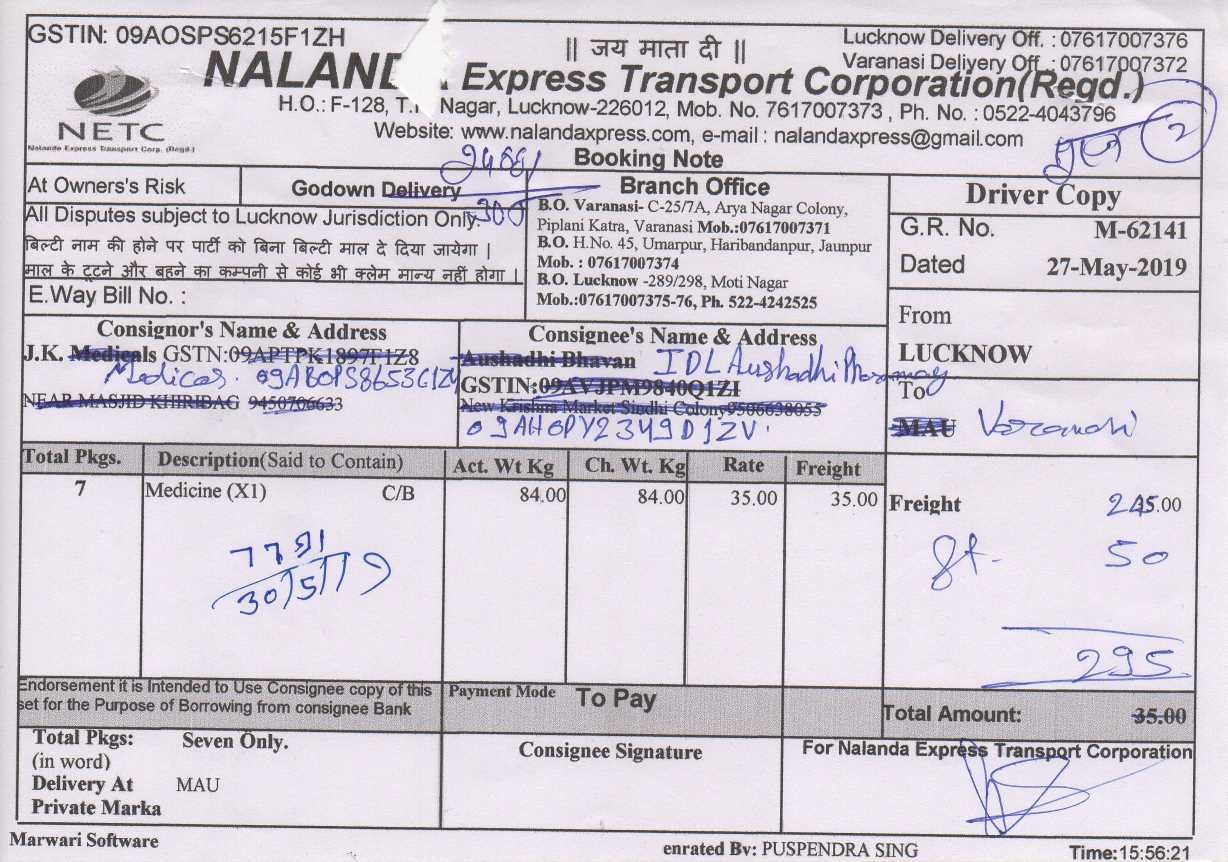 GSTIN: 09AOSPS6215F1ZH
|| जय माता दी ||
Lucknow Delivery Off. : 07617007376
Varanasi Deliyery Off. : 07617007372
NALAND Express Transport Corporation(Regd.)
H.O.: F-128, T. Nagar, Lucknow-226012, Mob. No. 7617007373 , Ph. No. : 0522-4043796
Website: www.nalandaxpress.com, e-mail : nalandaxpress@gmail.com
NETC
Nalanda Express Transport Corp. (Regd.)
2
Booking Note
At Owners's Risk
Godown Delivery
300
All Disputes subject to Lucknow Jurisdiction Only.
बिल्टी नाम की होने पर पार्टी को बिना बिल्टी माल दे दिया जायेगा |
माल के टूटने और बहने का कम्पनी से कोई भी क्लेम मान्य नहीं होगा |
E.Way Bill No. :
Branch Office
B.O. Varanasi- C-25/7A, Arya Nagar Colony,
Piplani Katra, Varanasi Mob.:07617007371
B.O. H.No. 45, Umarpur, Haribandanpur, Jaunpur
Mob. : 07617007374
B.O. Lucknow -289/298, Moti Nagar
Mob.:07617007375-76, Ph. 522-4242525
Driver Copy
G.R. No. M-62141
Dated 27-May-2019
From
LUCKNOW
To
MAU Varanasi
Consignor's Name & Address
J.K. Medicals GSTN:09APTPK1897F1Z8
Medicos. 09ABOPS8653G1ZY
NEAR MASJID KHIRIBAG 9450706633
Consignee's Name & Address
Aushadhi Bhavan IDL Aushadhi
GSTIN:09AVJPM9840Q1ZI
New Krishna Market Sindhi Colony9506638055
09AHOPY2349D1ZV.
Total Pkgs. Description(Said to Contain) Act. Wt Kg Ch. Wt. Kg Rate Freight
7 Medicine (X1) C/B 84.00 84.00 35.00 35.00
30/5/19
Freight 245.00
50
295
Endorsement it is Intended to Use Consignee copy of this
set for the Purpose of Borrowing from consignee Bank
Payment Mode To Pay
Total Amount: 35.00
Total Pkgs: Seven Only.
(in word)
Delivery At MAU
Private Marka
Consignee Signature
For Nalanda Express Transport Corporation
Marwari Software
enrated By: PUSPENDRA SING
Time:15:56:21